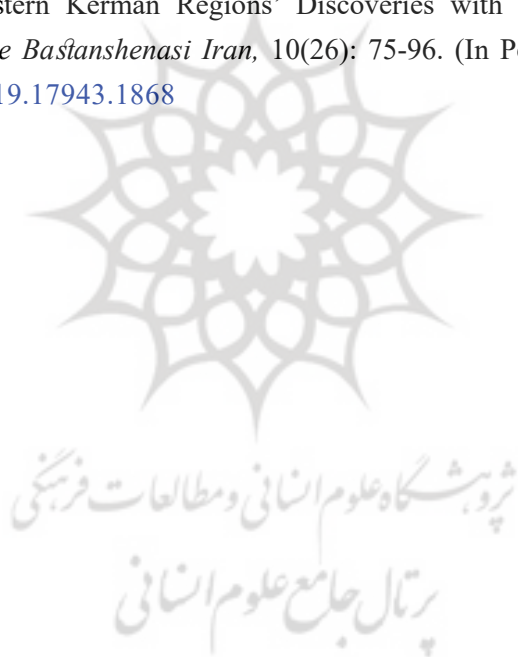 stern Kerman Regions’ Discoveries with
e Bastanshenasi Iran, 10(26): 75-96. (In Pe
19.17943.1868
پژوهشگاه علوم انسانی و مطالعات فرهنگی
پرتال جامع علوم انسانی